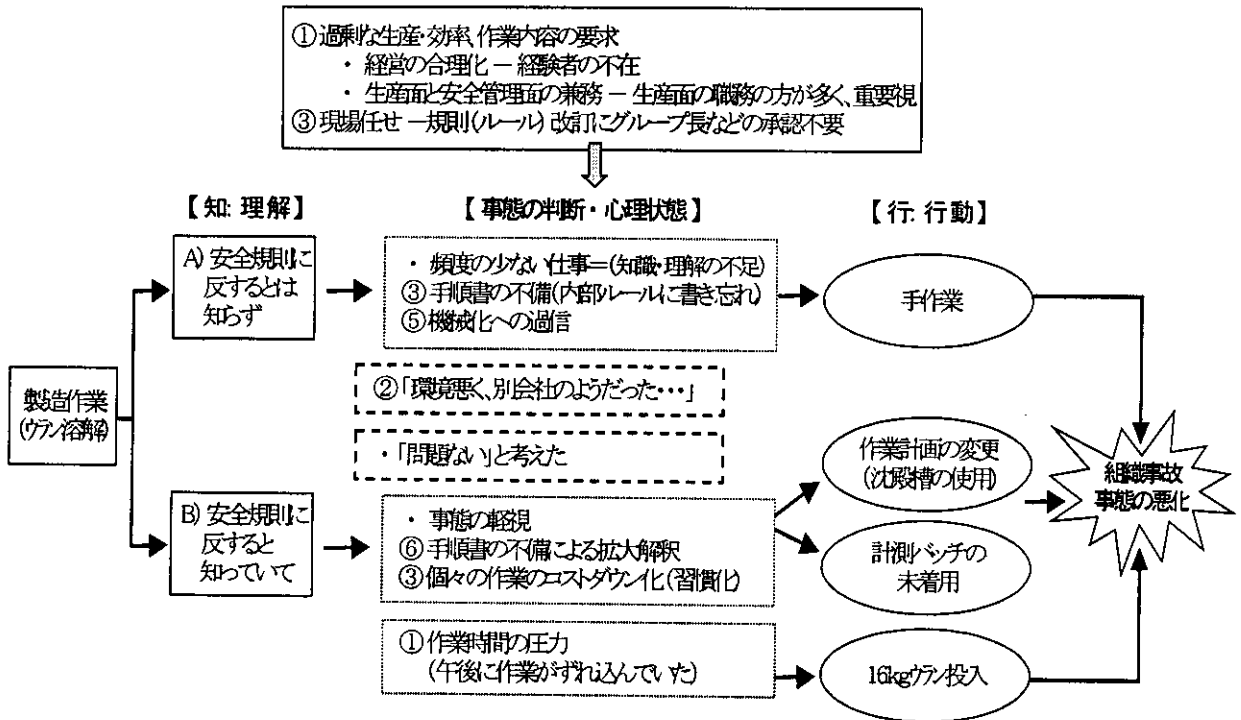 ①過剰な生産・効率、作業内容の要求
・ 経営の合理化 － 経験者の不在
・ 生産面と安全管理面の兼務 － 生産面の職務の方が多く、重要視
③現場任せ －規則(ルール)改訂にグループ長などの承認不要
【知: 理解】
【 事態の判断・心理状態 】
【行: 行動】
A) 安全規則に
反するとは
知らず
・ 頻度の少ない仕事＝(知識・理解の不足)
③手順書の不備(内部ルールに書き忘れ)
⑤機械化への過信
手作業
②「環境悪く、別会社のようだった・・・」
製造作業
(ウラン溶解)
・「問題ない」と考えた
作業計画の変更
(沈殿槽の使用)
組織事故
事態の悪化
B) 安全規則に
反すると
知っていて
・ 事態の軽視
⑥手順書の不備による拡大解釈
③個々の作業のコストダウン化(習慣化)
計測バッチの
未着用
①作業時間の圧力
(午後に作業がずれ込んでいた)
16kgウラン投入